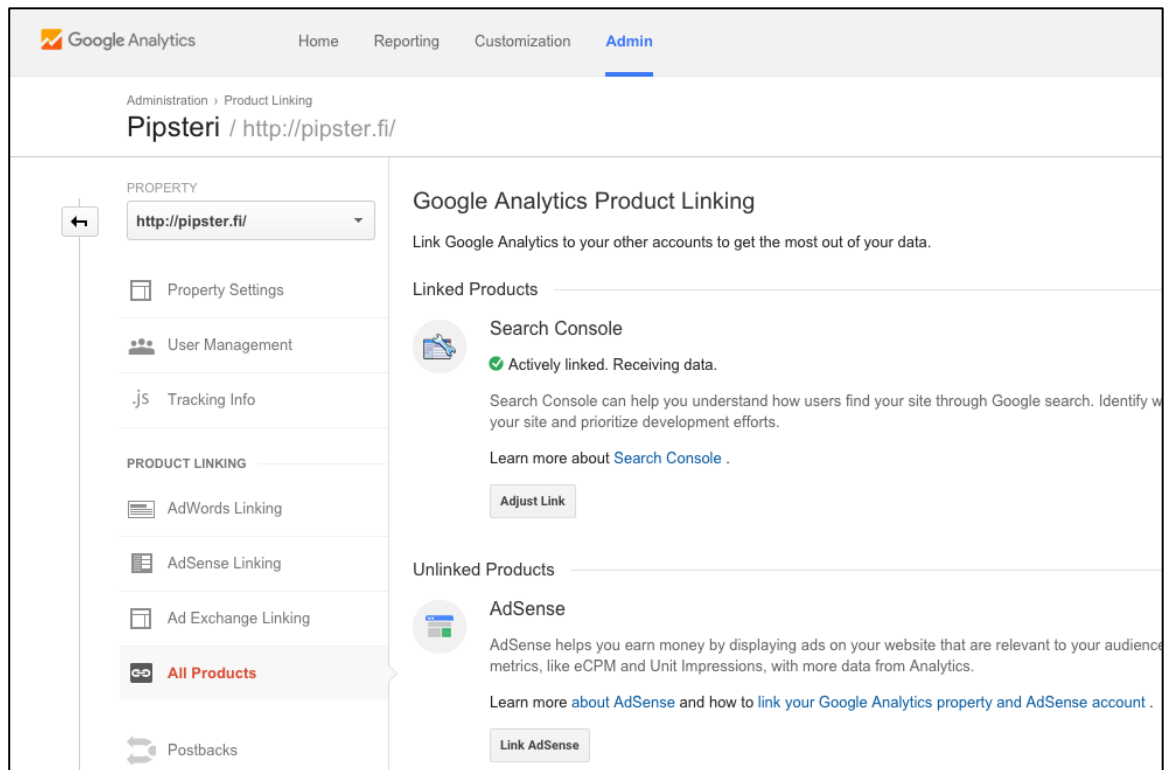 Google Analytics
Home Reporting Customization Admin
Administration › Product Linking
Pipsteri / http://pipster.fi/
PROPERTY
http://pipster.fi/
Property Settings
User Management
.js Tracking Info
PRODUCT LINKING
AdWords Linking
AdSense Linking
Ad Exchange Linking
All Products
Postbacks
Google Analytics Product Linking
Link Google Analytics to your other accounts to get the most out of your data.
Linked Products
Search Console
Actively linked. Receiving data.
Search Console can help you understand how users find your site through Google search. Identify
your site and prioritize development efforts.
Learn more about Search Console .
Adjust Link
Unlinked Products
AdSense
AdSense helps you earn money by displaying ads on your website that are relevant to your audience
metrics, like eCPM and Unit Impressions, with more data from Analytics.
Learn more about AdSense and how to link your Google Analytics property and AdSense account .
Link AdSense